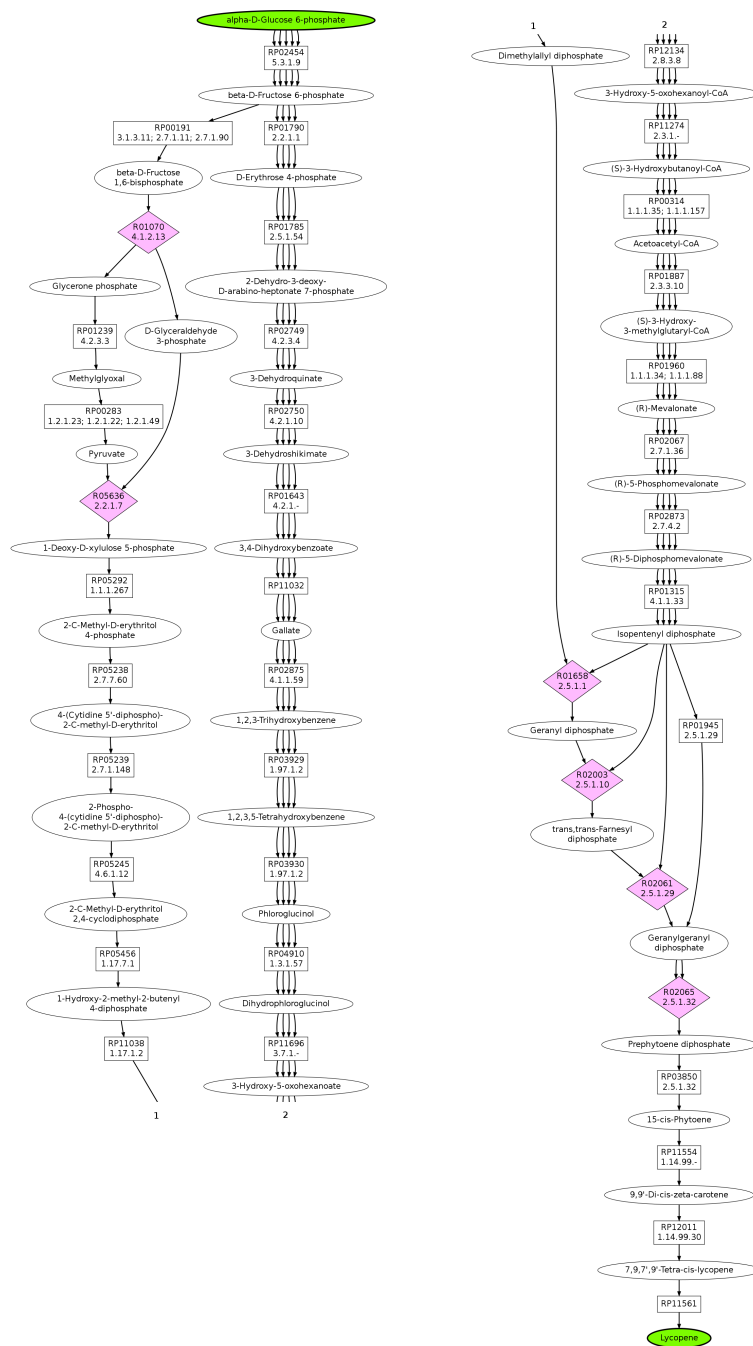 alpha-D-Glucose 6-phosphate
RP02454
5.3.1.9
beta-D-Fructose 6-phosphate
RP00191
3.1.3.11; 2.7.1.11; 2.7.1.90
beta-D-Fructose
1,6-bisphosphate
R01070
4.1.2.13
Glycerone phosphate
D-Glyceraldehyde
3-phosphate
RP01239
4.2.3.3
Methylglyoxal
RP00283
1.2.1.23; 1.2.1.22; 1.2.1.49
Pyruvate
R05636
2.2.1.7
1-Deoxy-D-xylulose 5-phosphate
RP05292
1.1.1.267
2-C-Methyl-D-erythritol
4-phosphate
RP05238
2.7.7.60
4-(Cytidine 5'-diphospho)-
2-C-methyl-D-erythritol
RP05239
2.7.1.148
2-Phospho-
4-(cytidine 5'-diphospho)-
2-C-methyl-D-erythritol
RP05245
4.6.1.12
2-C-Methyl-D-erythritol
2,4-cyclodiphosphate
RP05456
1.17.7.1
1-Hydroxy-2-methyl-2-butenyl
4-diphosphate
RP11038
1.17.1.2
1
RP01790
2.2.1.1
D-Erythrose 4-phosphate
RP01785
2.5.1.54
2-Dehydro-3-deoxy-
D-arabino-heptonate 7-phosphate
RP02749
4.2.3.4
3-Dehydroquinate
RP02750
4.2.1.10
3-Dehydroshikimate
RP01643
4.2.1.-
3,4-Dihydroxybenzoate
RP11032
Gallate
RP02875
4.1.1.59
1,2,3-Trihydroxybenzene
RP03929
1.97.1.2
1,2,3,5-Tetrahydroxybenzene
RP03930
1.97.1.2
Phloroglucinol
RP04910
1.3.1.57
Dihydrophloroglucinol
RP11696
3.7.1.-
3-Hydroxy-5-oxohexanoate
2
1
Dimethylallyl diphosphate
2
RP12134
2.8.3.8
3-Hydroxy-5-oxohexanoyl-CoA
RP11274
2.3.1.-
(S)-3-Hydroxybutanoyl-CoA
RP00314
1.1.1.35; 1.1.1.157
Acetoacetyl-CoA
RP01887
2.3.3.10
(S)-3-Hydroxy-
3-methylglutaryl-CoA
RP01960
1.1.1.34; 1.1.1.88
(R)-Mevalonate
RP02067
2.7.1.36
(R)-5-Phosphomevalonate
RP02873
2.7.4.2
(R)-5-Diphosphomevalonate
RP01315
4.1.1.33
Isopentenyl diphosphate
R01658
2.5.1.1
Geranyl diphosphate
RP01945
2.5.1.29
R02003
2.5.1.10
trans,trans-Farnesyl
diphosphate
R02061
2.5.1.29
Geranylgeranyl
diphosphate
R02065
2.5.1.32
Prephytoene diphosphate
RP03850
2.5.1.32
15-cis-Phytoene
RP11554
1.14.99.-
9,9'-Di-cis-zeta-carotene
RP12011
1.14.99.30
7,9,7',9'-Tetra-cis-lycopene
RP11561
Lycopene